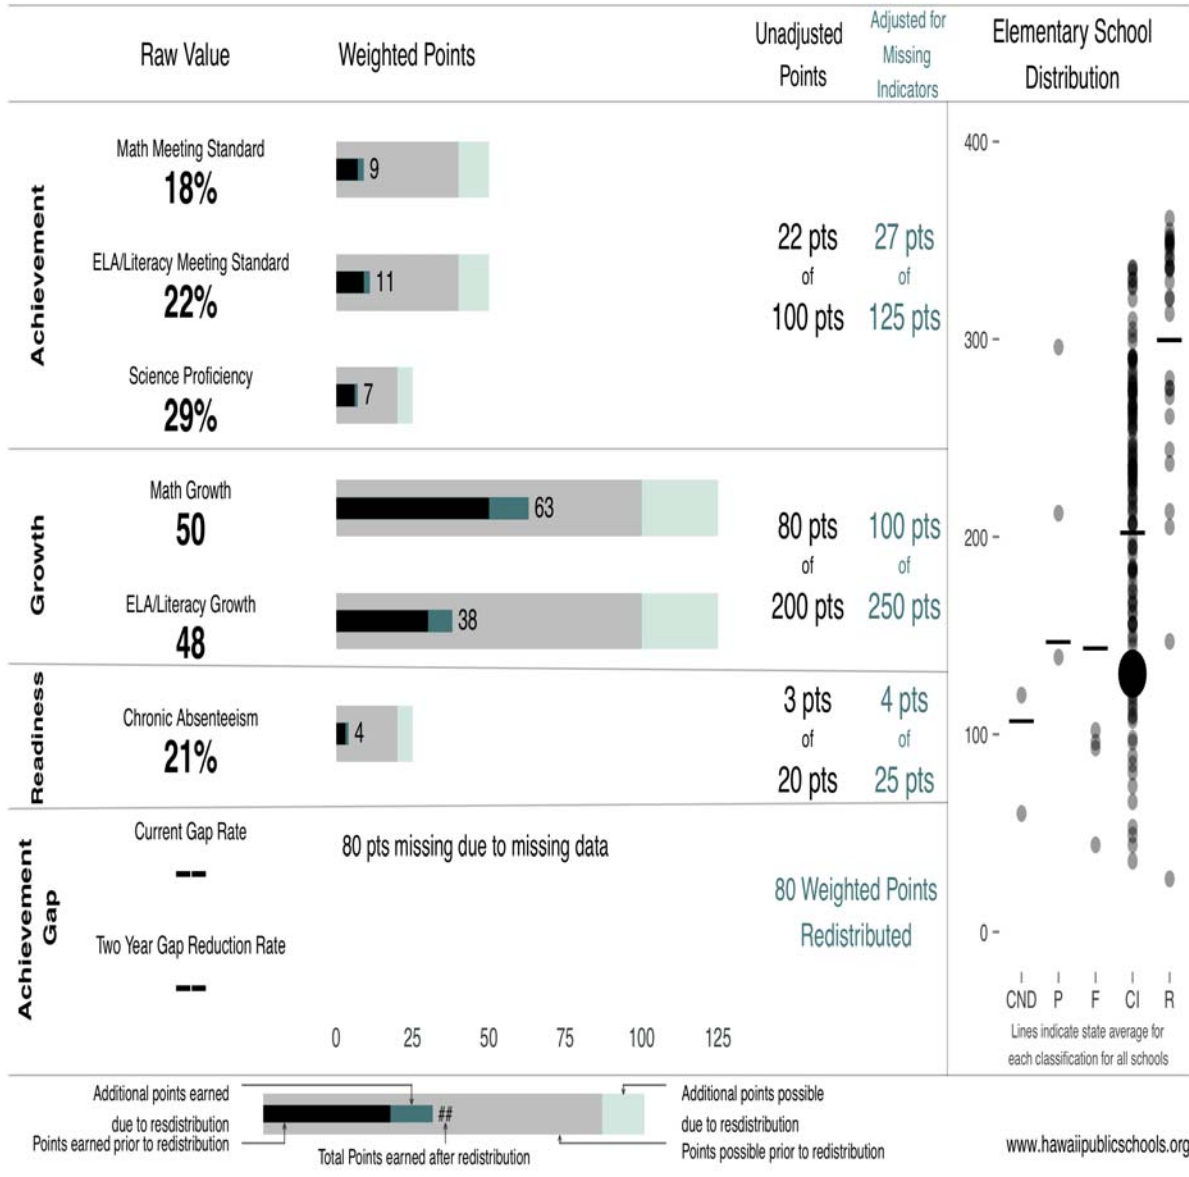 Raw Value
Weighted Points
Unadjusted
Points
Adjusted for
Missing
Indicators
Elementary School
Distribution
Achievement
Math Meeting Standard
18%
9
ELA/Literacy Meeting Standard
22%
11
Science Proficiency
29%
7
22 pts
of
100 pts
27 pts
of
125 pts
Growth
Math Growth
50
63
ELA/Literacy Growth
48
38
80 pts
of
200 pts
100 pts
of
250 pts
Readiness
Chronic Absenteeism
21%
4
3 pts
of
20 pts
4 pts
of
25 pts
Achievement
Gap
Current Gap Rate
--
80 pts missing due to missing data
Two Year Gap Reduction Rate
--
80 Weighted Points
Redistributed
0 25 50 75 100 125
400
300
200
100
0
CND P F CI R
Lines indicate state average for
each classification for all schools
Additional points earned
due to resdistribution
Points earned prior to redistribution
##
Total Points earned after redistribution
Additional points possible
due to resdistribution
Points possible prior to redistribution
www.hawaiipublicschools.org